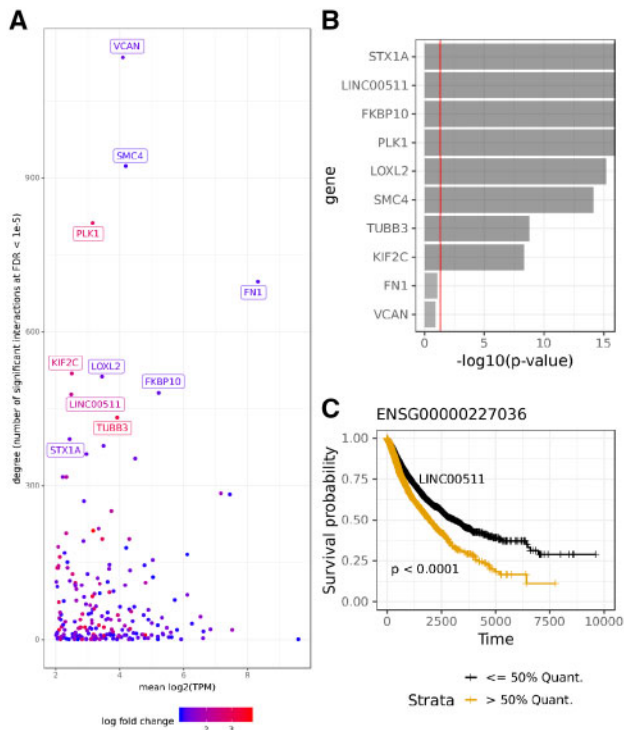 A
VCAN
SMC4
PLK1
FN1
KIF2C
LOXL2
FKBP10
LINC00511
TUBB3
STX1A
900
600
300
0
degree (number of significant interactions at FDR < 1e-5)
2 4 6 8
mean log2(TPM)
log fold change
2 3
B
gene
STX1A
LINC00511
FKBP10
PLK1
LOXL2
SMC4
TUBB3
KIF2C
FN1
VCAN
0 5 10 15
-log10(p-value)
C
ENSG00000227036
Survival probability
1.00
0.75
0.50
0.25
0.00
LINC00511
p < 0.0001
0 2500 5000 7500 10000
Time
Strata
<= 50% Quant.
> 50% Quant.